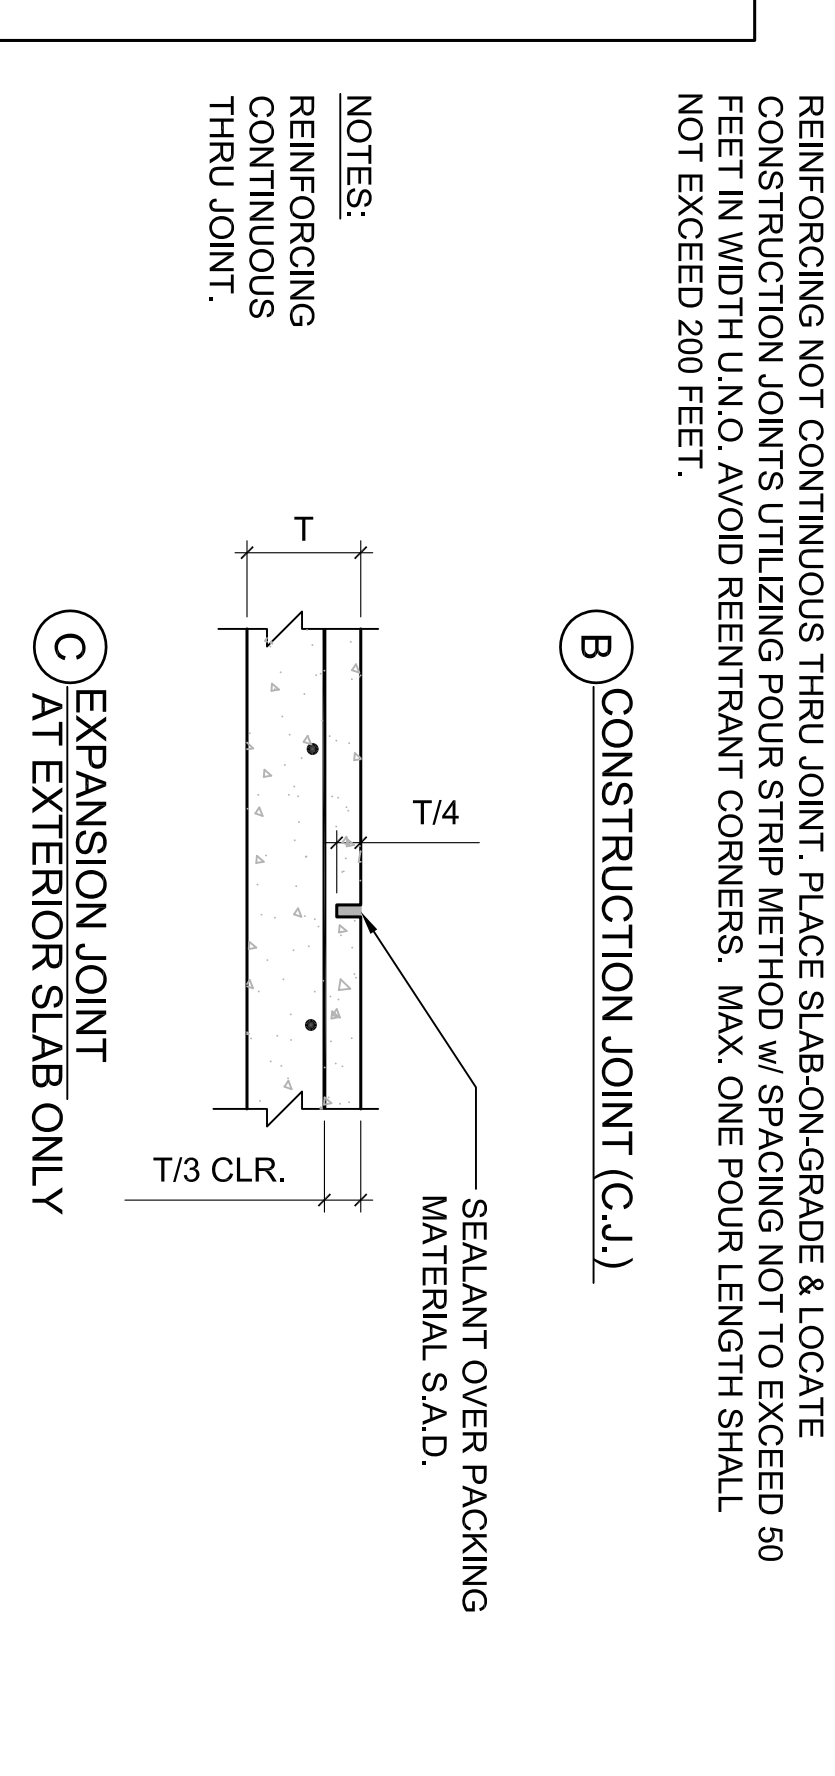 REINFORCING NOT CONTINUOUS THRU JOINT. PLACE SLAB-ON-GRADE & LOCATE
CONSTRUCTION JOINTS UTILIZING POUR STRIP METHOD w/ SPACING NOT TO EXCEED 50
FEET IN WIDTH U.N.O. AVOID REENTRANT CORNERS. MAX. ONE POUR LENGTH SHALL
NOT EXCEED 200 FEET.
B CONSTRUCTION JOINT (C.J.)
NOTES:
REINFORCING
CONTINUOUS
THRU JOINT.
T
T/4
SEALANT OVER PACKING
MATERIAL S.A.D.
T/3 CLR.
C EXPANSION JOINT
AT EXTERIOR SLAB ONLY